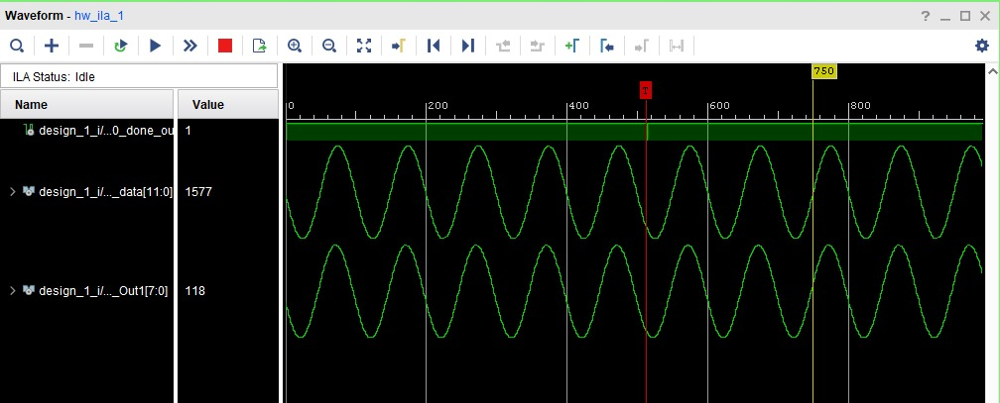 Waveform - hw_ila_1
?
ILA Status: Idle
Name Value
750
T
0 200 400 600 800
design_1_i/...0_done_ou 1
design_1_i/..._data[11:0] 1577
design_1_i/..._Out1[7:0] 118